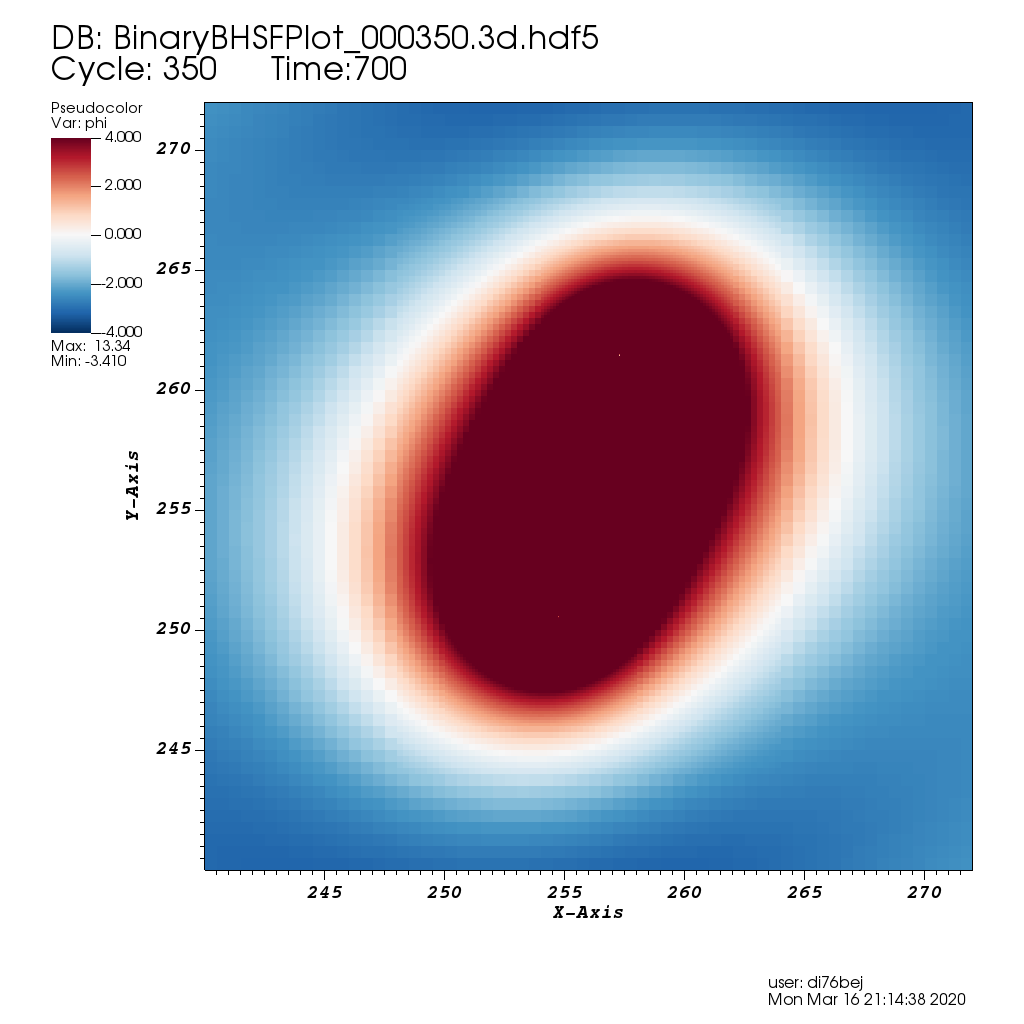 DB: BinaryBHSFPlot_000350.3d.hdf5
Cycle: 350 Time:700
Pseudocolor
Var: phi
4.000
2.000
0.000
-2.000
-4.000
Max: 13.34
Min: -3.410
270
265
260
255
250
245
Y-Axis
245 250 255 260 265 270
X-Axis
user: di76bej
Mon Mar 16 21:14:38 2020